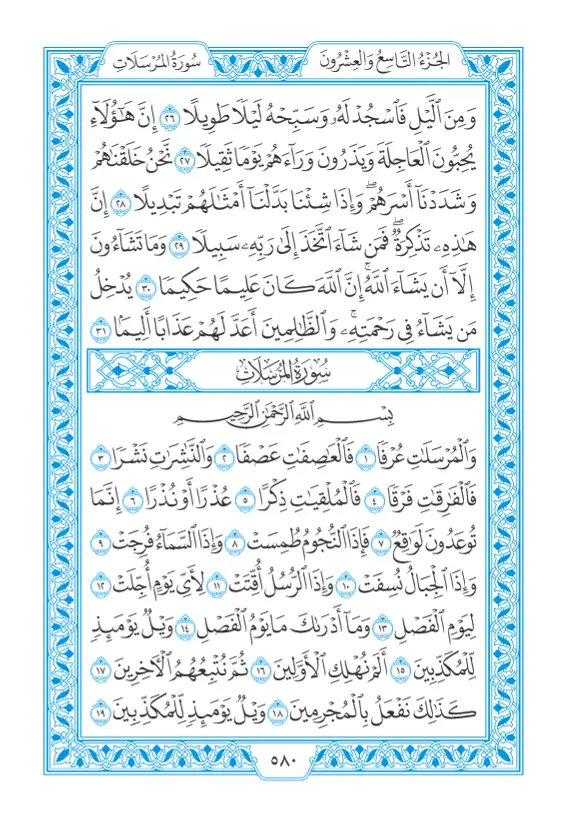 الجُزْءُ التَّاسِعُ وَالعِشْرُونَ
سُورَةُ المُرْسَلَاتِ
وَمِنَ ٱلَّيۡلِ فَٱسۡجُدۡ لَهُۥ وَسَبِّحۡهُ لَيۡلٗا طَوِيلًا ٢٦ إِنَّ هَٰٓؤُلَآءِ
يُحِبُّونَ ٱلۡعَاجِلَةَ وَيَذَرُونَ وَرَآءَهُمۡ يَوۡمٗا ثَقِيلٗا ٢٧ نَّحۡنُ خَلَقۡنَٰهُمۡ
وَشَدَدۡنَآ أَسۡرَهُمۡۖ وَإِذَا شِئۡنَا بَدَّلۡنَآ أَمۡثَٰلَهُمۡ تَبۡدِيلًا ٢٨ إِنَّ
هَٰذِهِۦ تَذۡكِرَةٞۖ فَمَن شَآءَ ٱتَّخَذَ إِلَىٰ رَبِّهِۦ سَبِيلٗا ٢٩ وَمَا تَشَآءُونَ
إِلَّآ أَن يَشَآءَ ٱللَّهُۚ إِنَّ ٱللَّهَ كَانَ عَلِيمًا حَكِيمٗا ٣٠ يُدۡخِلُ
مَن يَشَآءُ فِي رَحۡمَتِهِۦۚ وَٱلظَّٰلِمِينَ أَعَدَّ لَهُمۡ عَذَابًا أَلِيمَۢا ٣١
سُورَةُ المُرْسَلَاتِ
بِسۡمِ ٱللَّهِ ٱلرَّحۡمَٰنِ ٱلرَّحِيمِ
وَٱلۡمُرۡسَلَٰتِ عُرۡفٗا ١ فَٱلۡعَٰصِفَٰتِ عَصۡفٗا ٢ وَٱلنَّٰشِرَٰتِ نَشۡرٗا ٣
فَٱلۡفَٰرِقَٰتِ فَرۡقٗا ٤ فَٱلۡمُلۡقِيَٰتِ ذِكۡرًا ٥ عُذۡرًا أَوۡ نُذۡرًا ٦ إِنَّمَا
تُوعَدُونَ لَوَٰقِعٞ ٧ فَإِذَا ٱلنُّجُومُ طُمِسَتۡ ٨ وَإِذَا ٱلسَّمَآءُ فُرِجَتۡ ٩
وَإِذَا ٱلۡجِبَالُ نُسِفَتۡ ١٠ وَإِذَا ٱلرُّسُلُ أُقِّتَتۡ ١١ لِأَيِّ يَوۡمٍ أُجِّلَتۡ ١٢
لِيَوۡمِ ٱلۡفَصۡلِ ١٣ وَمَآ أَدۡرَىٰكَ مَا يَوۡمُ ٱلۡفَصۡلِ ١٤ وَيۡلٞ يَوۡمَئِذٖ
لِّلۡمُكَذِّبِينَ ١٥ أَلَمۡ نُهۡلِكِ ٱلۡأَوَّلِينَ ١٦ ثُمَّ نُتۡبِعُهُمُ ٱلۡأٓخِرِينَ ١٧
كَذَٰلِكَ نَفۡعَلُ بِٱلۡمُجۡرِمِينَ ١٨ وَيۡلٞ يَوۡمَئِذٖ لِّلۡمُكَذِّبِينَ ١٩
٥٨٠